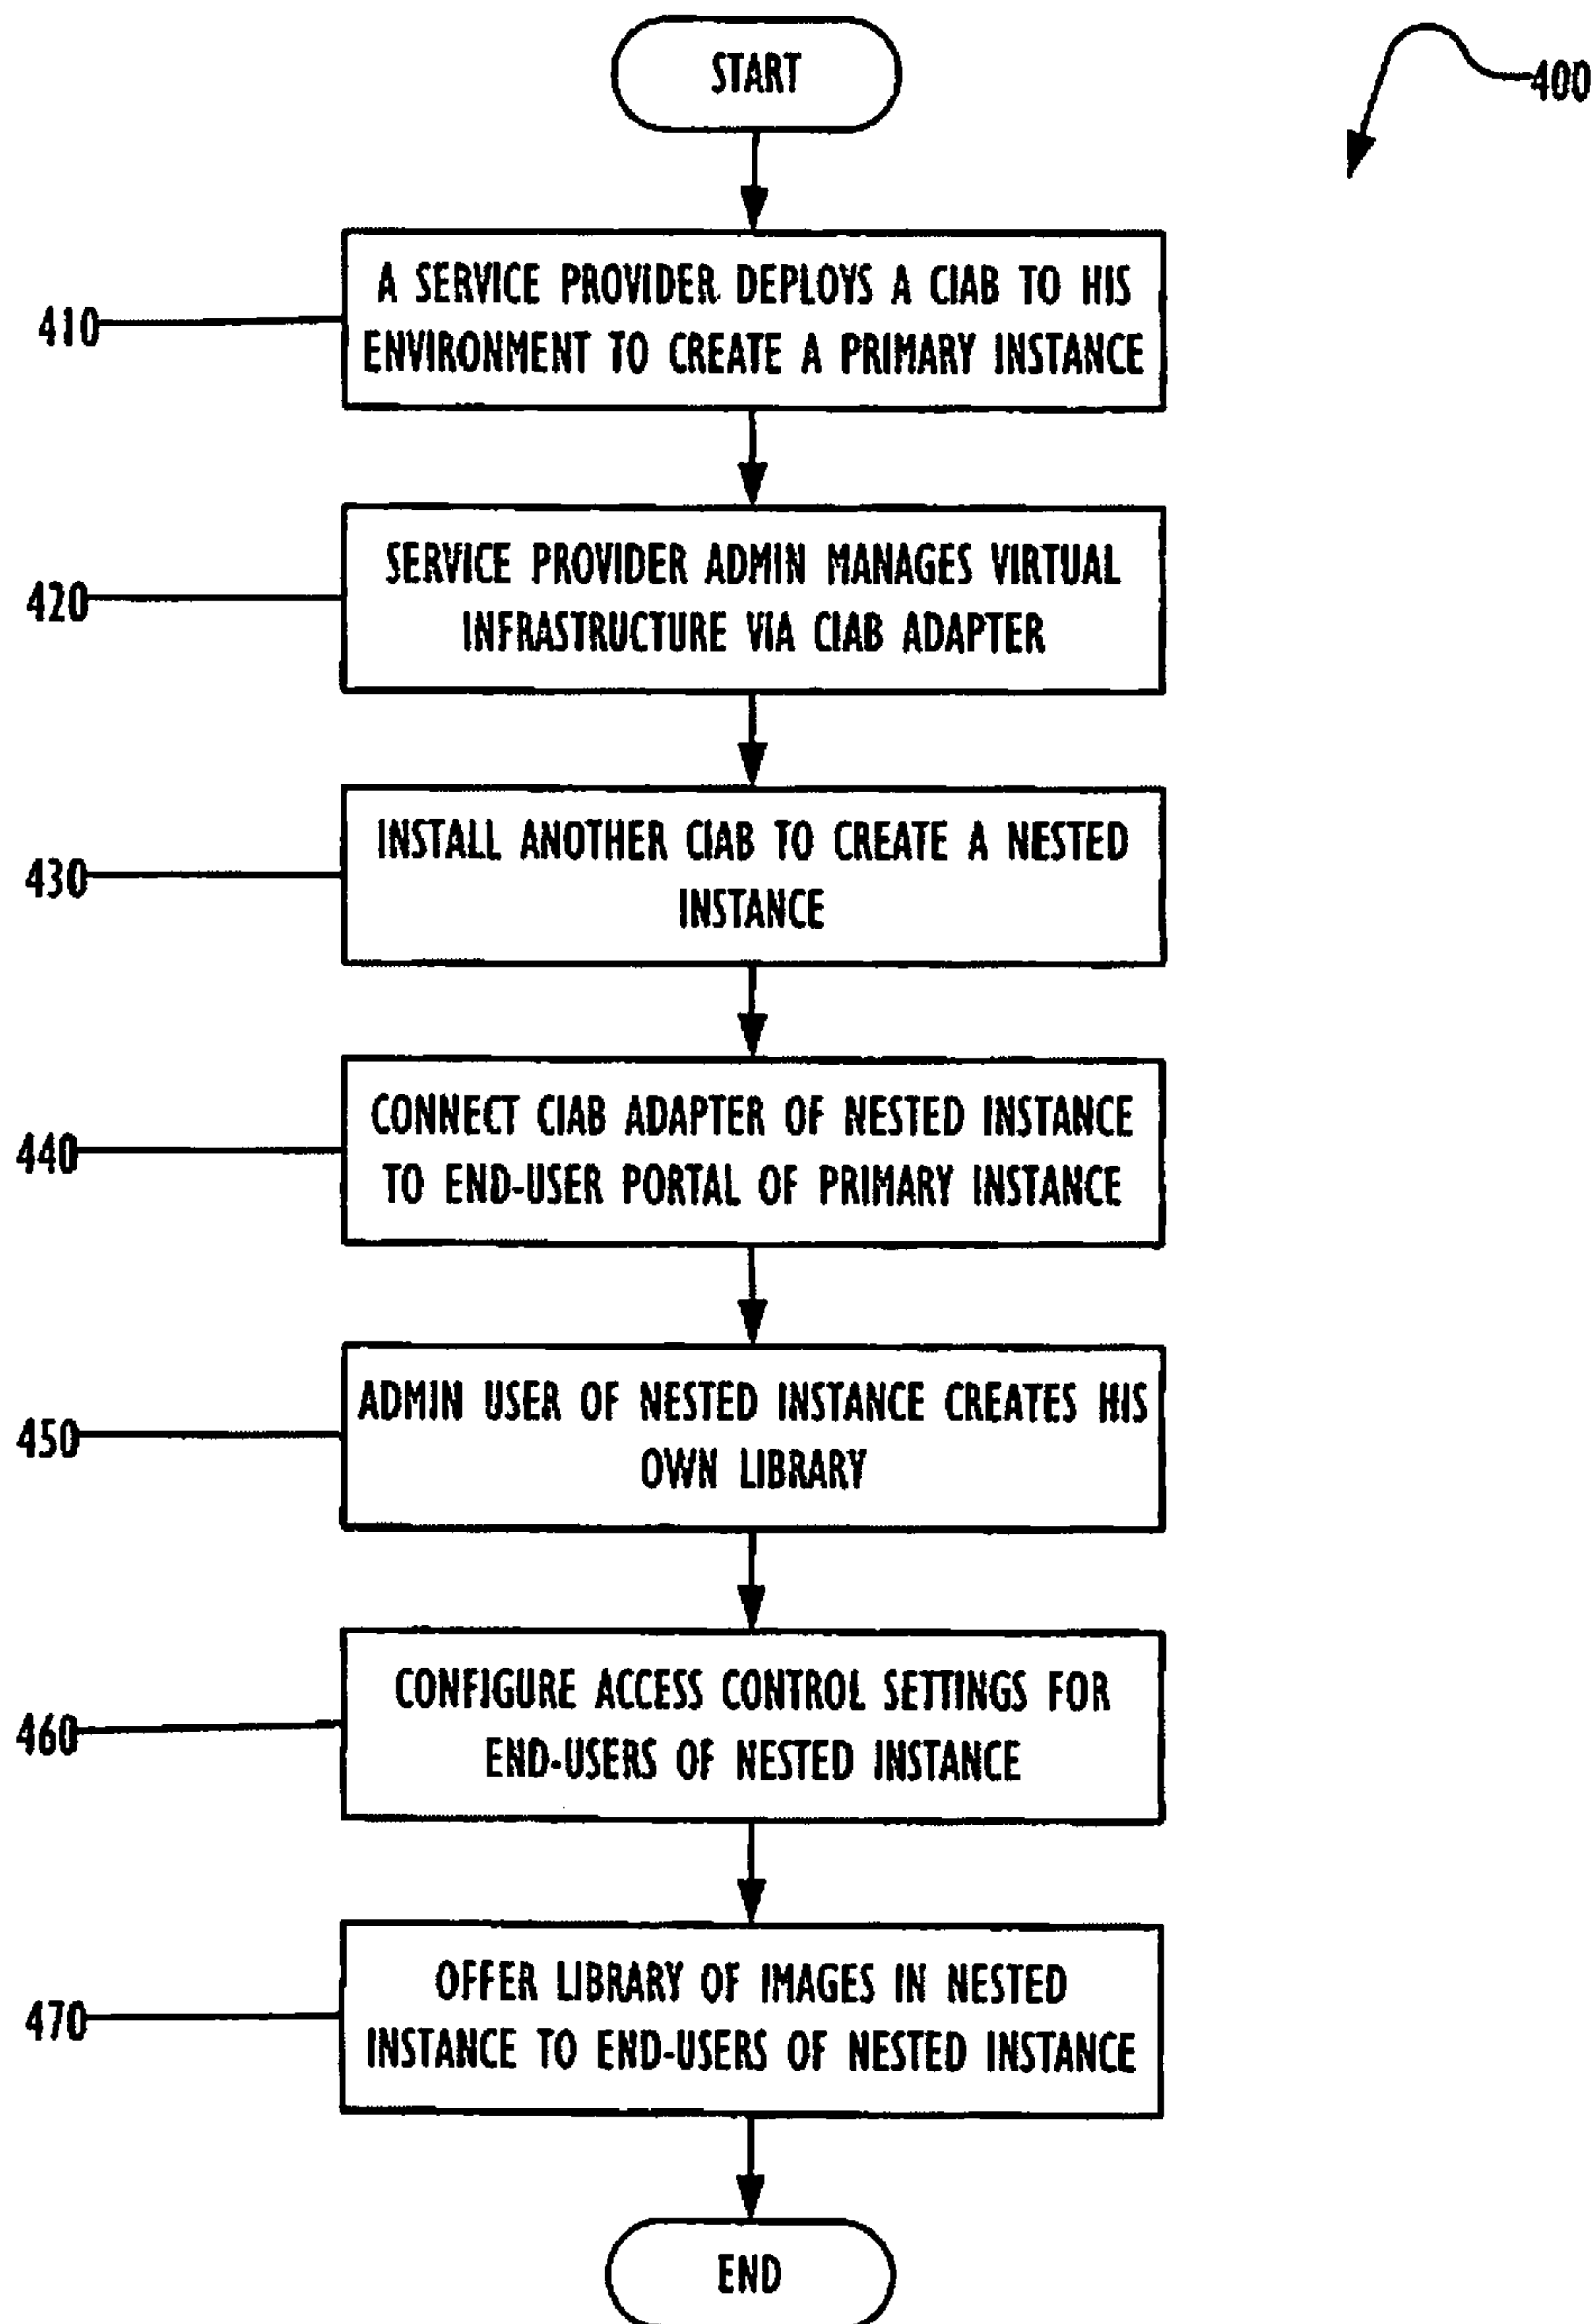 START
400
410
A SERVICE PROVIDER DEPLOYS A CIAB TO HIS
ENVIRONMENT TO CREATE A PRIMARY INSTANCE
420
SERVICE PROVIDER ADMIN MANAGES VIRTUAL
INFRASTRUCTURE VIA CIAB ADAPTER
430
INSTALL ANOTHER CIAB TO CREATE A NESTED
INSTANCE
440
CONNECT CIAB ADAPTER OF NESTED INSTANCE
TO END-USER PORTAL OF PRIMARY INSTANCE
450
ADMIN USER OF NESTED INSTANCE CREATES HIS
OWN LIBRARY
460
CONFIGURE ACCESS CONTROL SETTINGS FOR
END-USERS OF NESTED INSTANCE
470
OFFER LIBRARY OF IMAGES IN NESTED
INSTANCE TO END-USERS OF NESTED INSTANCE
END